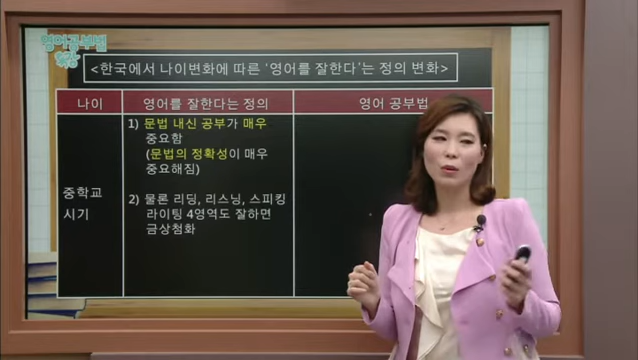 영어공부법
특강
<한국에서 나이변화에 따른 '영어를 잘한다'는 정의 변화>
나이
영어를 잘한다는 정의
영어 공부법
중학교
시기
1) 문법 내신 공부가 매우
중요함
(문법의 정확성이 매우
중요해짐)
2) 물론 리딩, 리스닝, 스피킹
라이팅 4영역도 잘하면
금상첨화